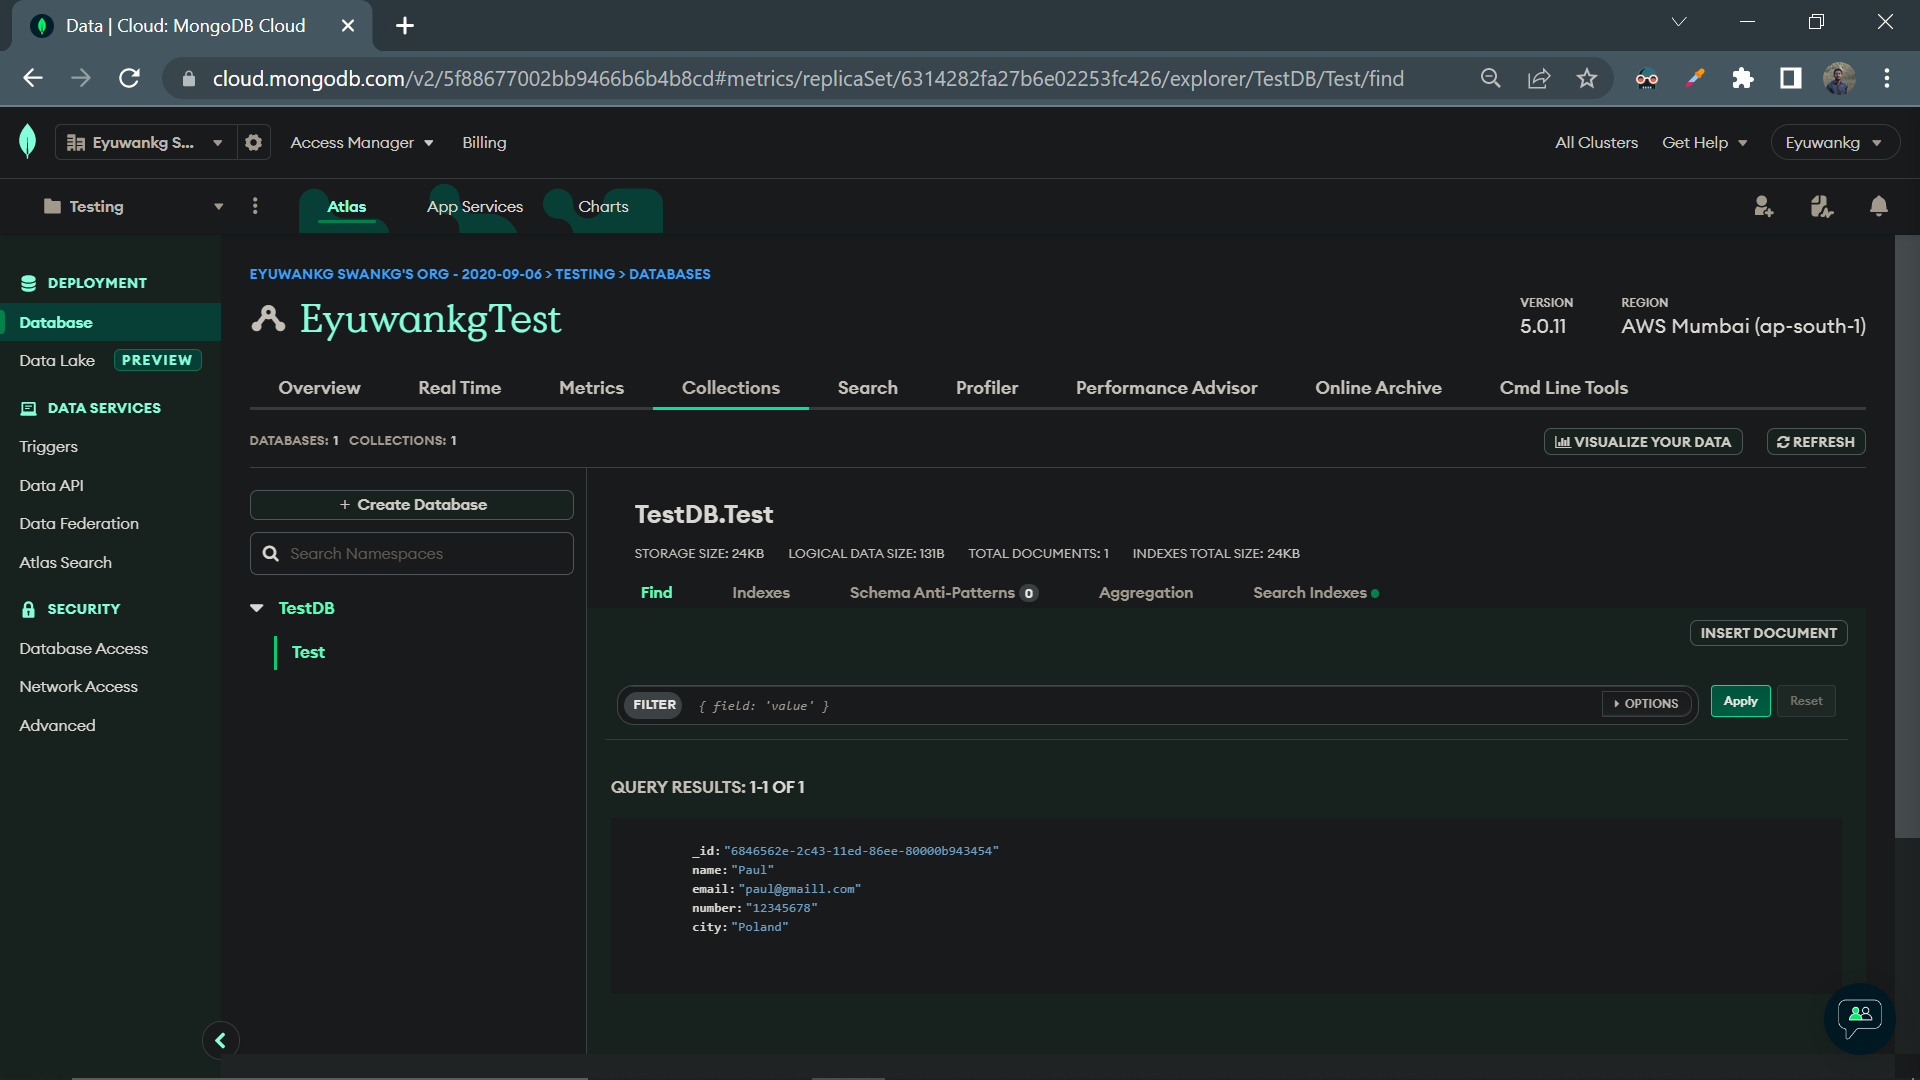 Data | Cloud: MongoDB Cloud
cloud.mongodb.com/v2/5f88677002bb9466b6b4b8cd#metrics/replicaSet/6314282fa27b6e02253fc426/explorer/TestDB/Test/find
Eyuwankg S...
Access Manager
Billing
All Clusters
Get Help
Eyuwankg
Testing
Atlas
App Services
Charts
DEPLOYMENT
Database
Data Lake PREVIEW
DATA SERVICES
Triggers
Data API
Data Federation
Atlas Search
SECURITY
Database Access
Network Access
Advanced
EYUWANKG SWANKG'S ORG - 2020-09-06 > TESTING > DATABASES
EyuwankgTest
VERSION
5.0.11
REGION
AWS Mumbai (ap-south-1)
Overview
Real Time
Metrics
Collections
Search
Profiler
Performance Advisor
Online Archive
Cmd Line Tools
DATABASES: 1 COLLECTIONS: 1
VISUALIZE YOUR DATA
REFRESH
+ Create Database
Search Namespaces
TestDB
Test
TestDB.Test
STORAGE SIZE: 24KB LOGICAL DATA SIZE: 131B TOTAL DOCUMENTS: 1 INDEXES TOTAL SIZE: 24KB
Find
Indexes
Schema Anti-Patterns 0
Aggregation
Search Indexes
INSERT DOCUMENT
FILTER { field: 'value' }
OPTIONS
Apply
Reset
QUERY RESULTS: 1-1 OF 1
_id: "6846562e-2c43-11ed-86ee-80000b943454"
name: "Paul"
email: "paul@gmaill.com"
number: "12345678"
city: "Poland"